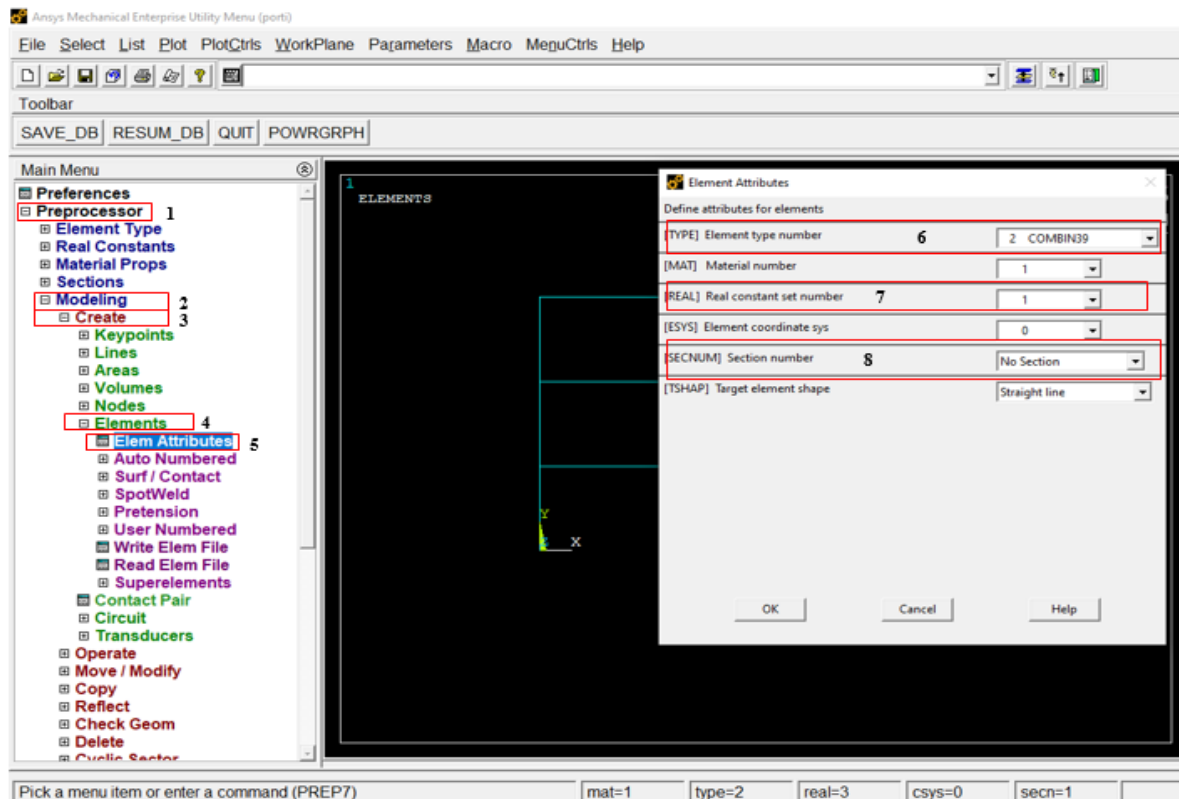 Ansys Mechanical Enterprise Utility Menu (porti)
File Select List Plot PlotCtrls WorkPlane Parameters Macro MenuCtrls Help
Toolbar
SAVE_DB RESUM_DB QUIT POWRGRPH
Main Menu
Preferences
Preprocessor 1
Element Type
Real Constants
Material Props
Sections
Modeling 2
Create 3
Keypoints
Lines
Areas
Volumes
Nodes
Elements 4
Elem Attributes 5
Auto Numbered
Surf / Contact
SpotWeld
Pretension
User Numbered
Write Elem File
Read Elem File
Superelements
Contact Pair
Circuit
Transducers
Operate
Move / Modify
Copy
Reflect
Check Geom
Delete
Cyclic Sector
1
ELEMENTS
Y
X
Element Attributes
Define attributes for elements
[TYPE] Element type number 6 2 COMBIN39
[MAT] Material number 1
[REAL] Real constant set number 7 1
[ESYS] Element coordinate sys 0
[SECNUM] Section number 8 No Section
[TSHAP] Target element shape Straight line
OK Cancel Help
Pick a menu item or enter a command (PREP7) mat=1 type=2 real=3 csys=0 secn=1